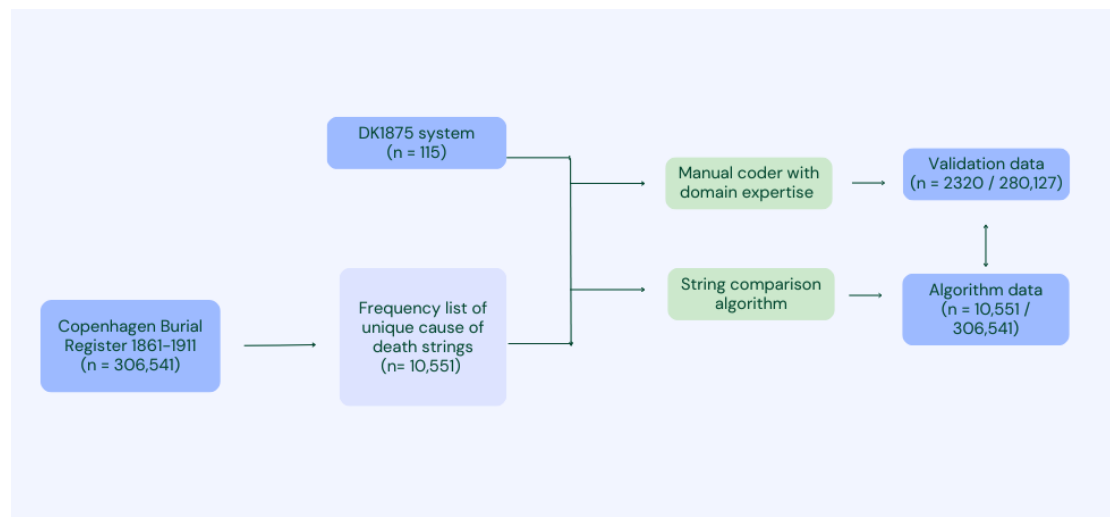 DK1875 system
(n = 115)
Manual coder with
domain expertise
Validation data
(n = 2320 / 280,127)
Copenhagen Burial
Register 1861-1911
(n = 306,541)
Frequency list of
unique cause of
death strings
(n= 10,551)
String comparison
algorithm
Algorithm data
(n = 10,551 /
306,541)